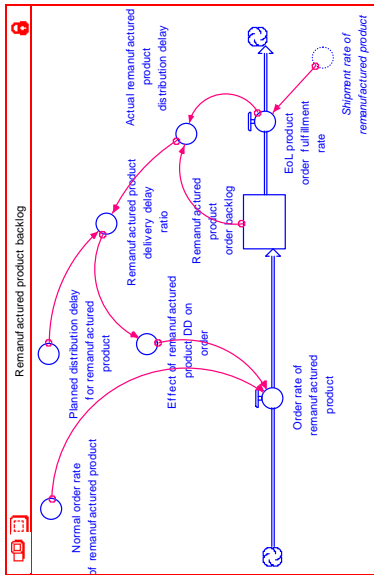 Remanufactured product backlog
Normal order rate
of remanufactured product
Planned distribution delay
for remanufactured
product
Effect of remanufactured
product DD on
order
Remanufactured product
delivery delay
ratio
Actual remanufactured
product
distribution delay
Remanufactured
product
order backlog
Order rate of
remanufactured
product
EoL product
order fulfillment
rate
Shipment rate of
remanufactured product